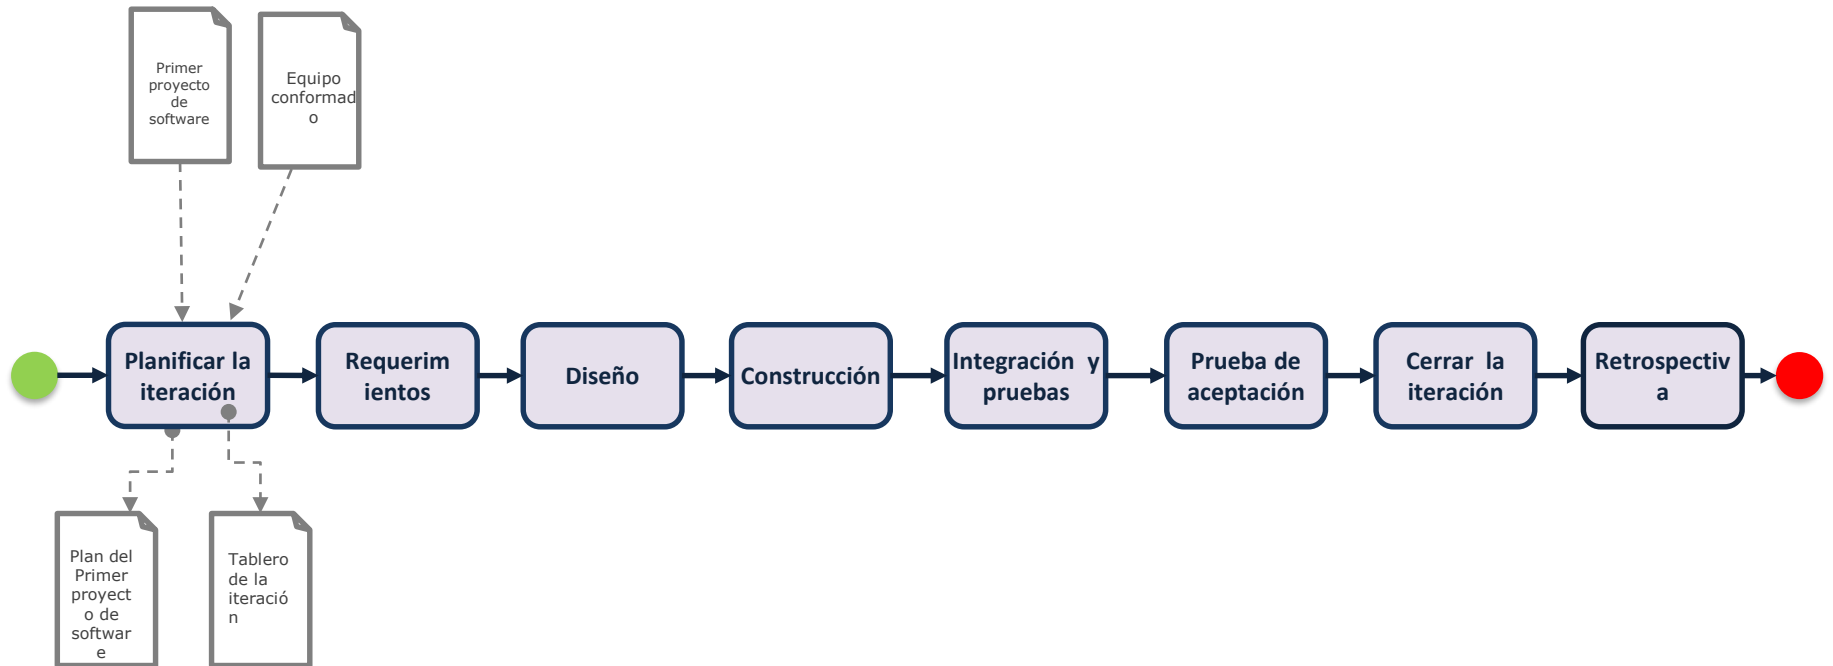 Primer
proyecto
de
software
Equipo
conformad
o
Planificar la
iteración
Requerim
ientos
Diseño
Construcción
Integración y
pruebas
Prueba de
aceptación
Cerrar la
iteración
Retrospectiv
a
Plan del
Primer
proyect
o de
softwar
e
Tablero
de la
iteració
n